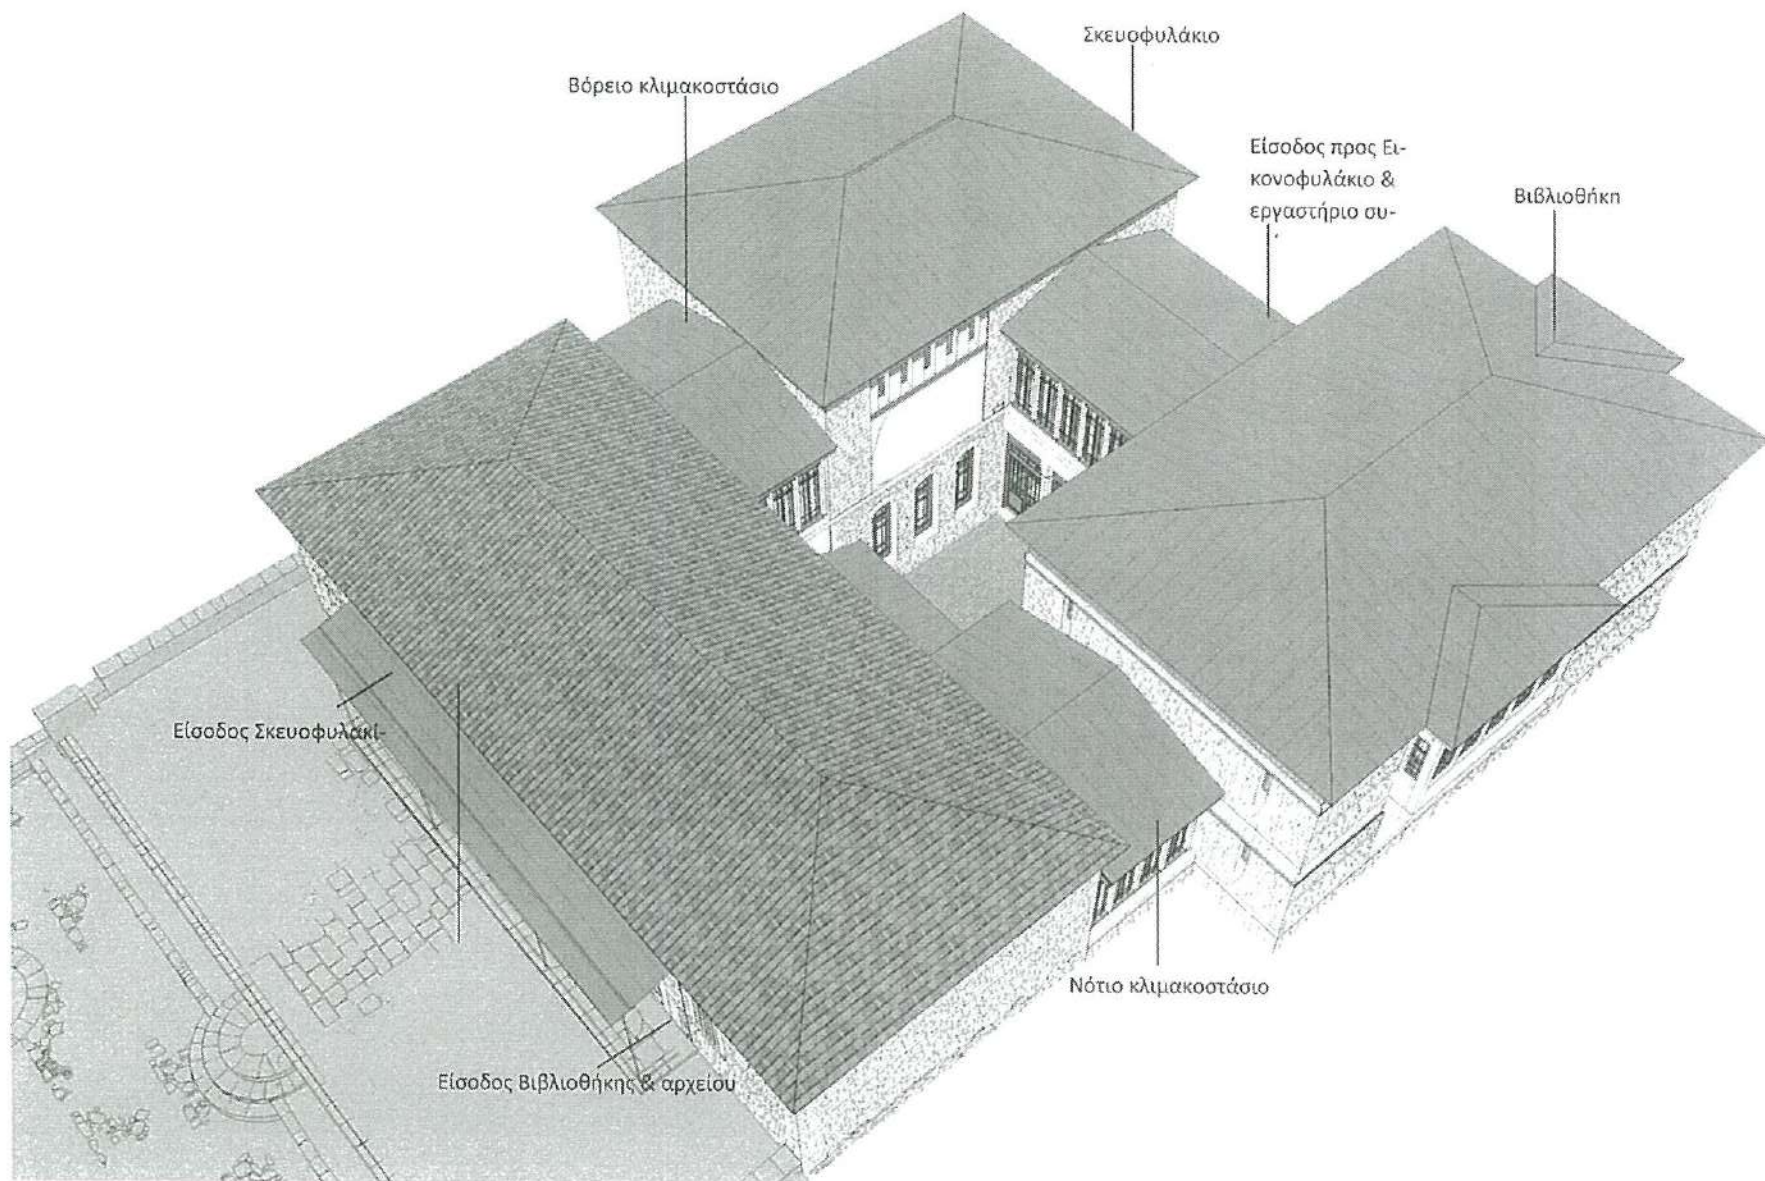 Σκευοφυλάκιο
Βόρειο κλιμακοστάσιο
Είσοδος προς Ει-
κονοφυλάκιο &
εργαστήριο συ-
Βιβλιοθήκη
Είσοδος Σκευοφυλακί-
Νότιο κλιμακοστάσιο
Είσοδος Βιβλιοθήκης & αρχείου